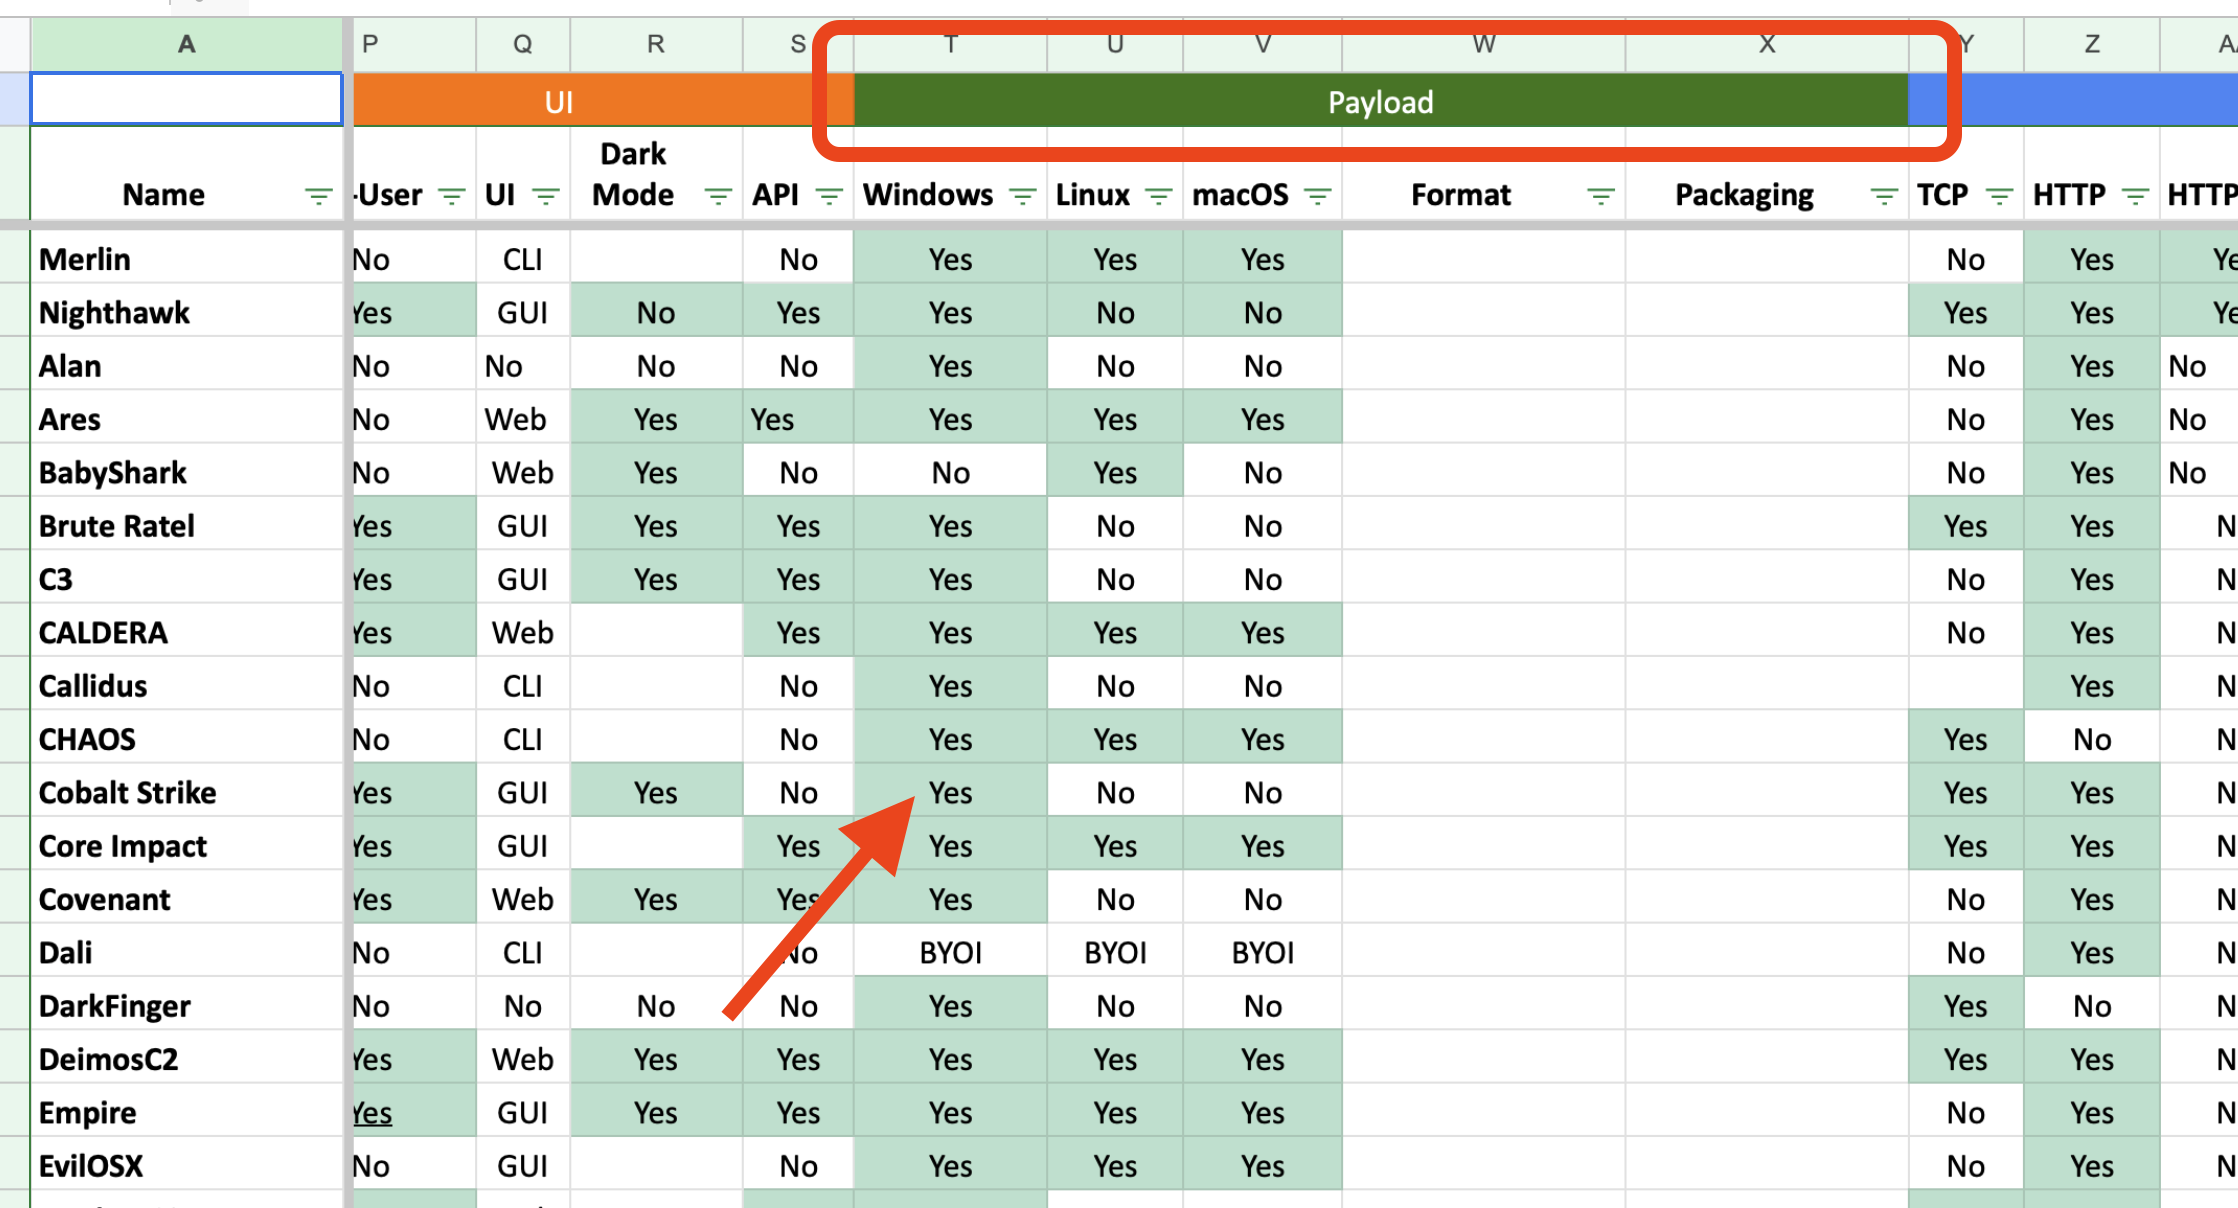 A P Q R S T U V W X Y Z
UI Payload
Name -User UI Dark Mode API Windows Linux macOS Format Packaging TCP HTTP HTTP
Merlin No CLI No Yes Yes Yes No Yes
Nighthawk Yes GUI No Yes Yes No No Yes Yes
Alan No No No No Yes No No No Yes No
Ares No Web Yes Yes Yes Yes Yes No Yes No
BabyShark No Web Yes No No Yes No No Yes No
Brute Ratel Yes GUI Yes Yes Yes No No Yes Yes
C3 Yes GUI Yes Yes Yes No No No Yes
CALDERA Yes Web Yes Yes Yes Yes No Yes
Callidus No CLI No Yes No No Yes
CHAOS No CLI No Yes Yes Yes Yes No
Cobalt Strike Yes GUI Yes No Yes No No Yes Yes
Core Impact Yes GUI Yes Yes Yes Yes Yes Yes
Covenant Yes Web Yes Yes Yes No No No Yes
Dali No CLI No BYOI BYOI BYOI No Yes
DarkFinger No No No No Yes No No Yes No
DeimosC2 Yes Web Yes Yes Yes Yes Yes Yes Yes
Empire Yes GUI Yes Yes Yes Yes Yes No Yes
EvilOSX No GUI No Yes Yes Yes No Yes